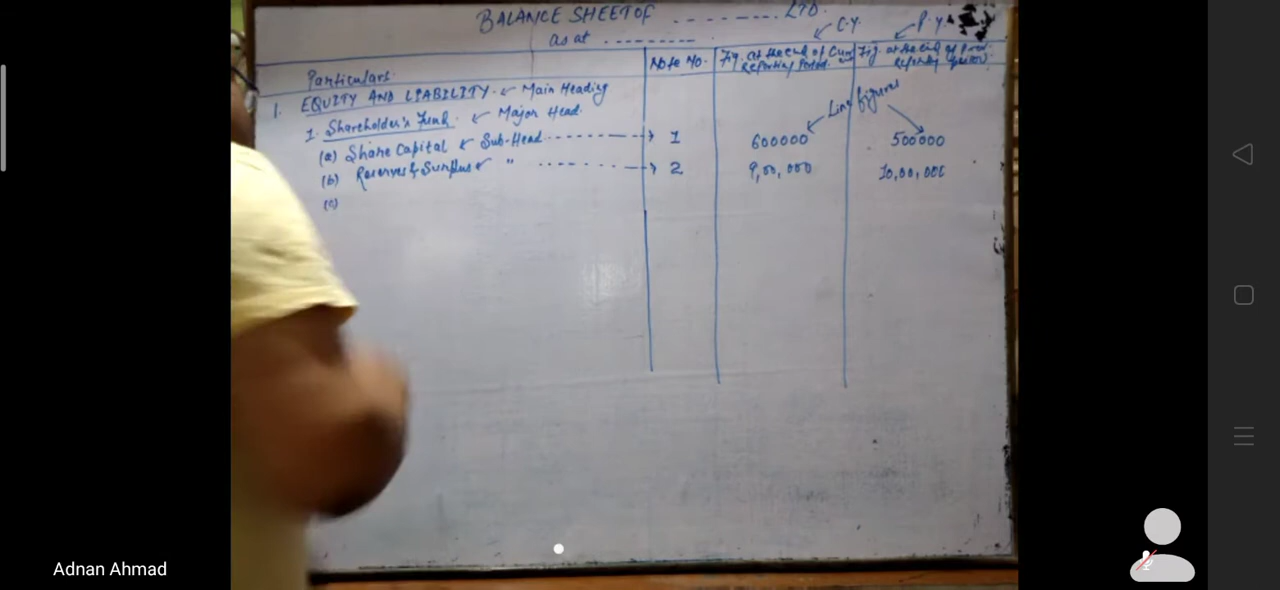 BALANCE SHEET OF ---------- LTD.
as at ----------
C.Y. P.Y.
Particulars Note No. Fig. at the end of Curr. Reporting Period. Fig. at the end of Prev. Reporting
1. EQUITY AND LIABILITY. Main Heading
1. Shareholder's Fund. Major Head. Line figures
(a) Share Capital Sub-Head ---------- 1 600000 500000
(b) Reserves & Surplus " ---------- 2 9,00,000 10,00,000
(c)
Adnan Ahmad